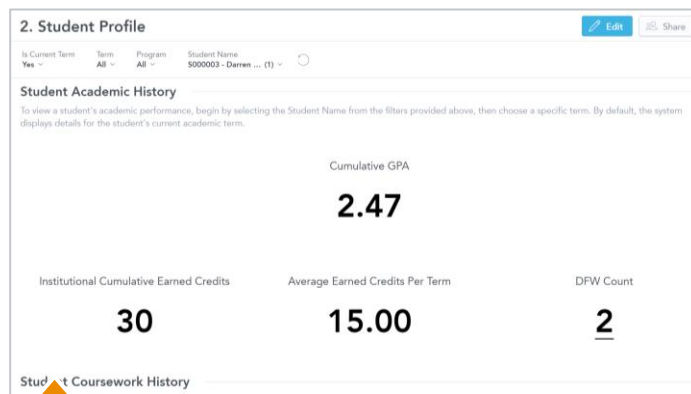 2. Student Profile
Edit
Share
Is Current Term Term Program Student Name
Yes All All S000003 - Darren ... (1)
Student Academic History
To view a student's academic performance, begin by selecting the Student Name from the filters provided above, then choose a specific term. By default, the system
displays details for the student's current academic term.
Cumulative GPA
2.47
Institutional Cumulative Earned Credits Average Earned Credits Per Term DFW Count
30 15.00 2
Coursework History